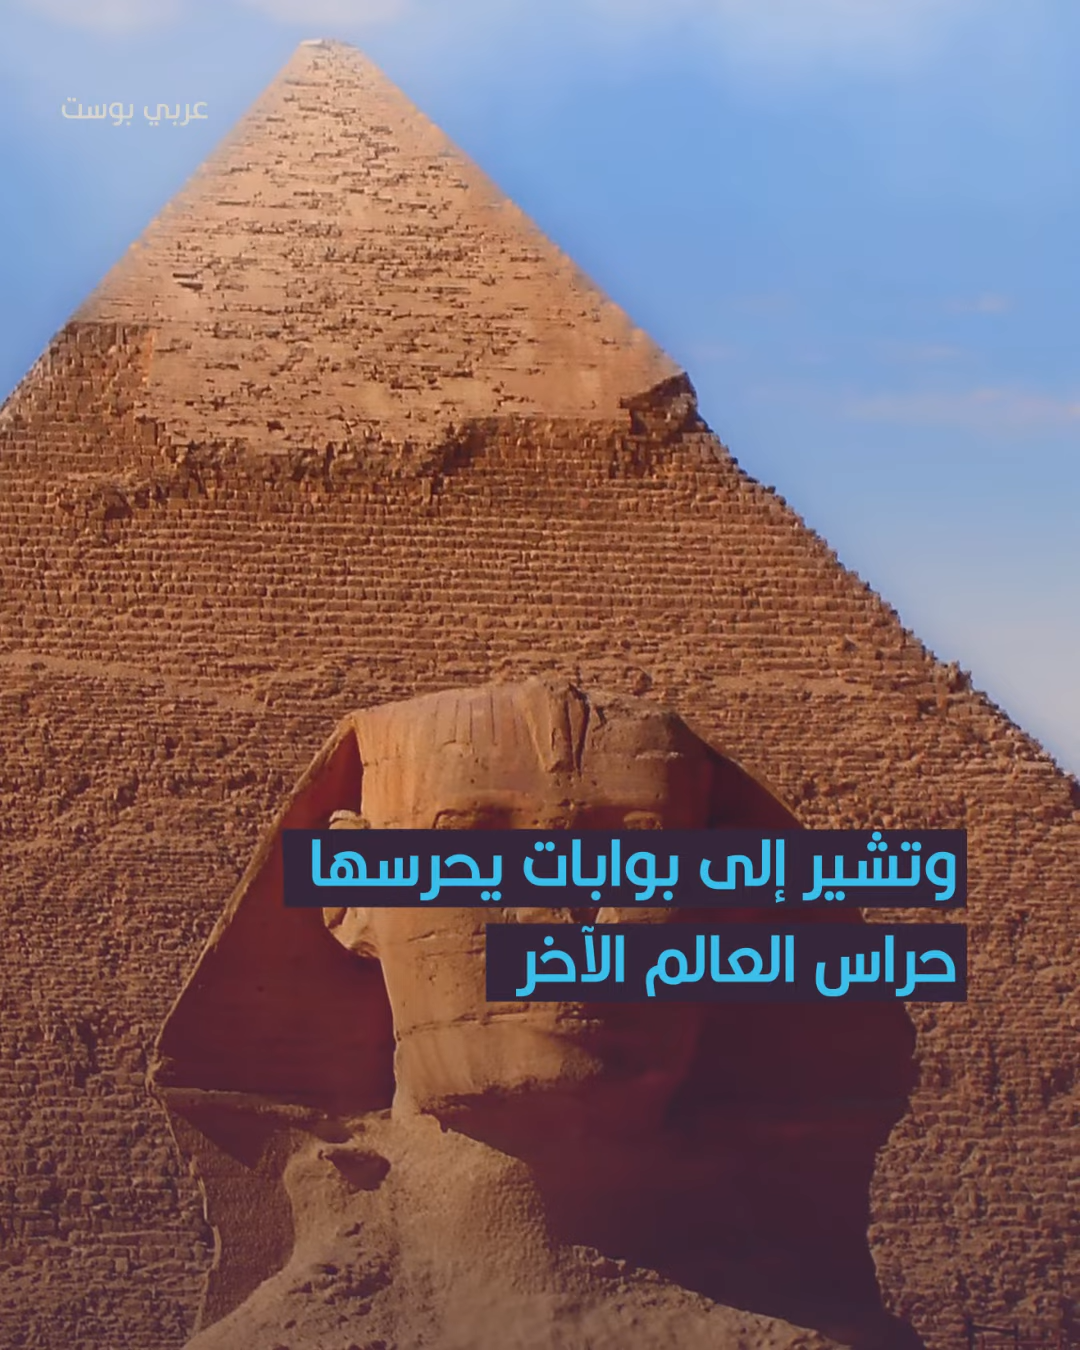 عربي بوست
وتشير إلى بوابات يحرسها
حراس العالم الآخر